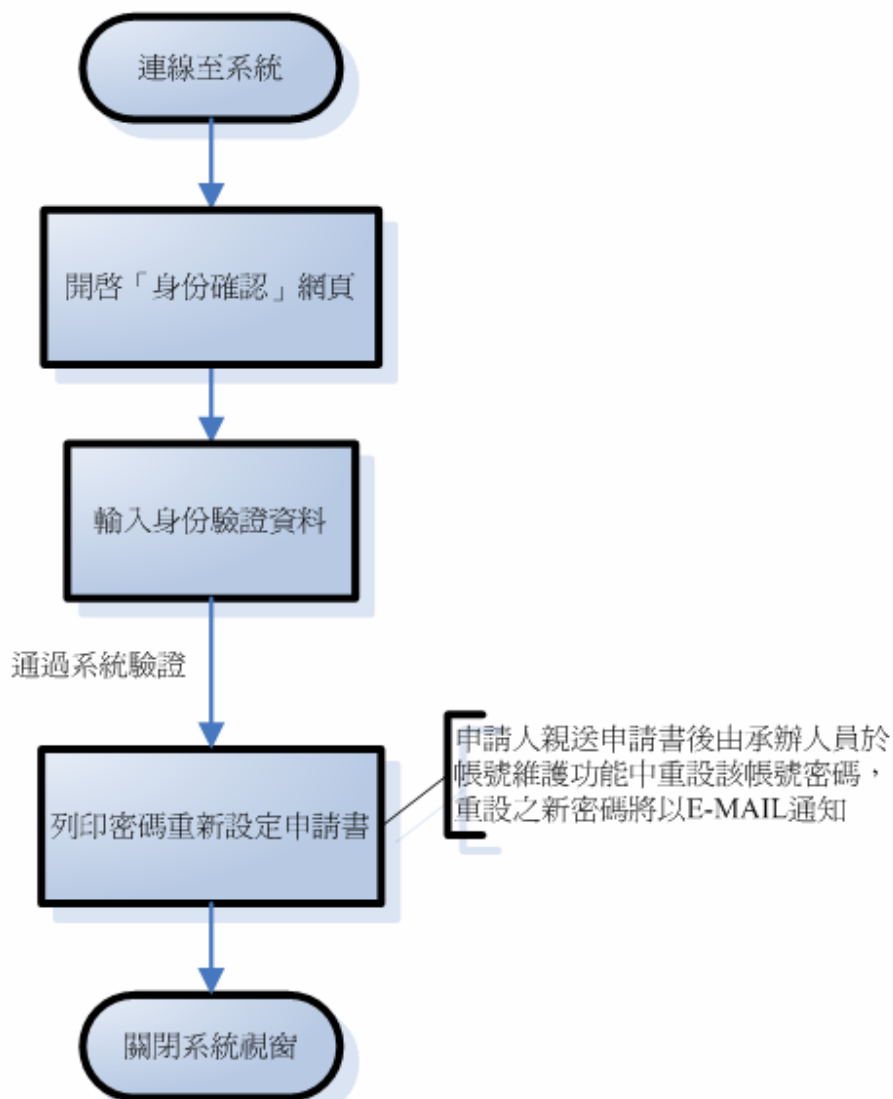 連線至系統
開啓「身份確認」網頁
輸入身份驗證資料
通過系統驗證
申請人親送申請書後由承辦人員於
帳號維護功能中重設該帳號密碼，
重設之新密碼將以E-MAIL通知
列印密碼重新設定申請書
關閉系統視窗